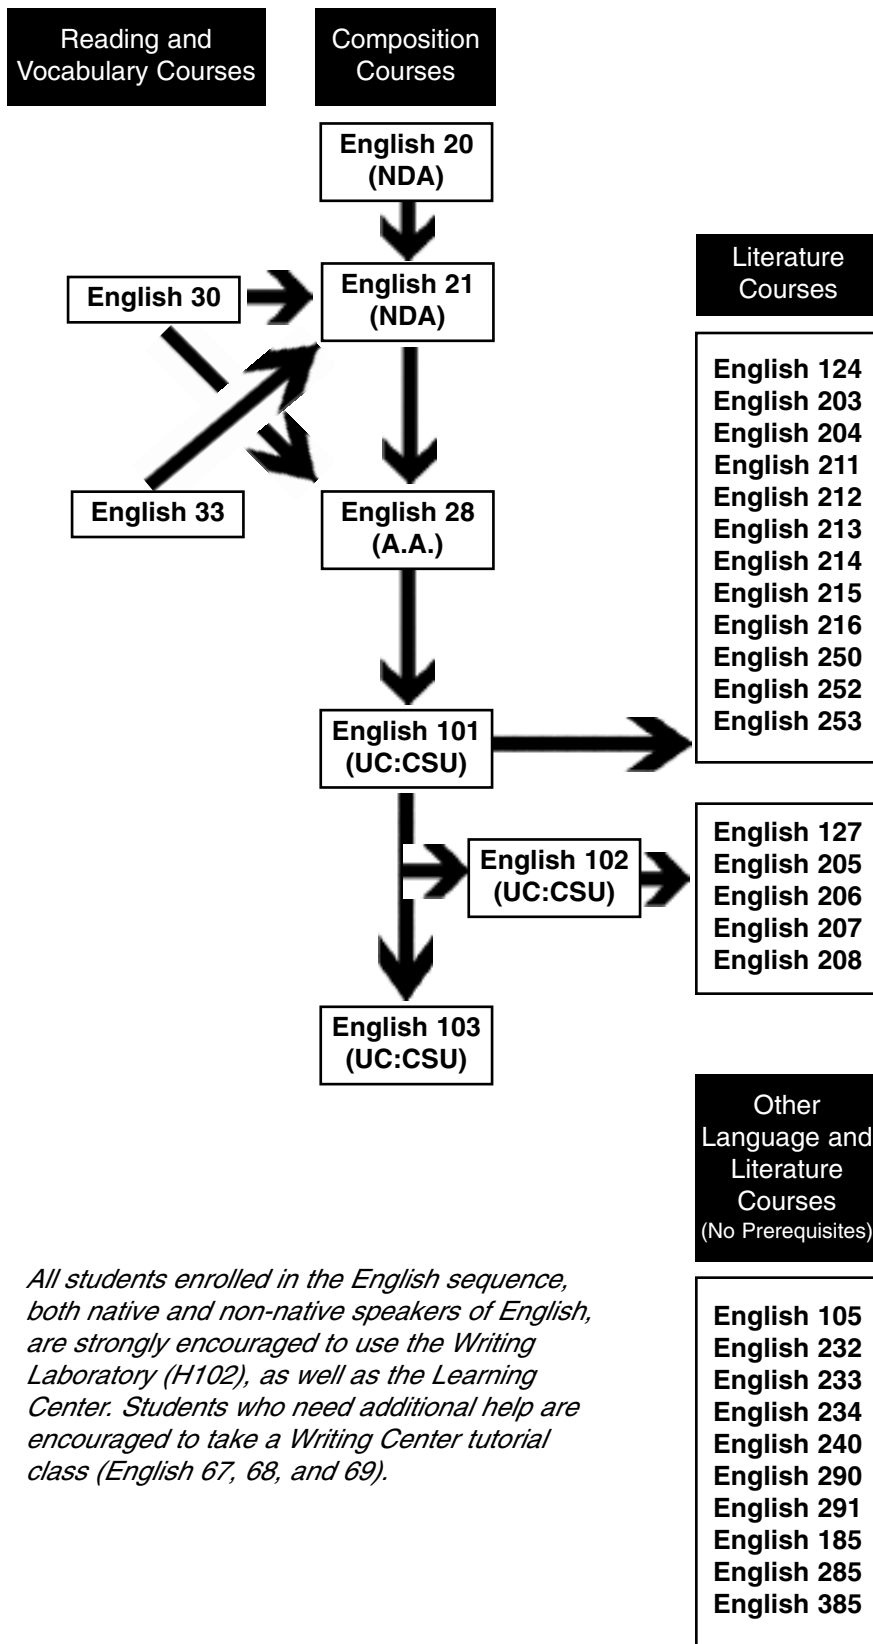 Reading and
Vocabulary Courses
Composition
Courses
English 20
(NDA)
English 30
English 21
(NDA)
English 33
English 28
(A.A.)
English 101
(UC:CSU)
English 102
(UC:CSU)
English 103
(UC:CSU)
Literature
Courses
English 124
English 203
English 204
English 211
English 212
English 213
English 214
English 215
English 216
English 250
English 252
English 253
English 127
English 205
English 206
English 207
English 208
Other
Language and
Literature
Courses
(No Prerequisites)
English 105
English 232
English 233
English 234
English 240
English 290
English 291
English 185
English 285
English 385
All students enrolled in the English sequence,
both native and non-native speakers of English,
are strongly encouraged to use the Writing
Laboratory (H102), as well as the Learning
Center. Students who need additional help are
encouraged to take a Writing Center tutorial
class (English 67, 68, and 69).